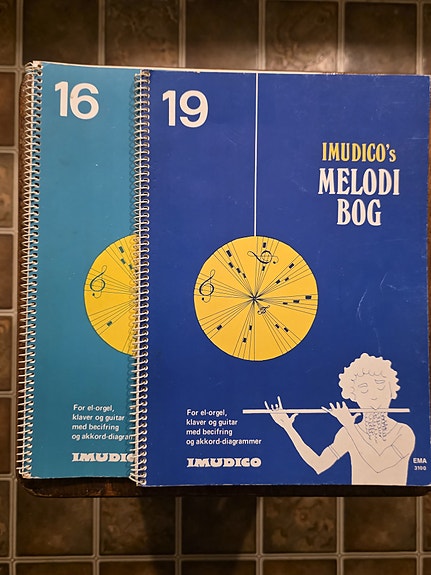 16
For el-orgel,
klaver og guitar
med becifring
og akkord-diagram
IMUDICO
19
IMUDICO's
MELODI
BOG
For el-orgel,
klaver og guitar
med becifring
og akkord-diagrammer
IMUDICO
EMA
3100